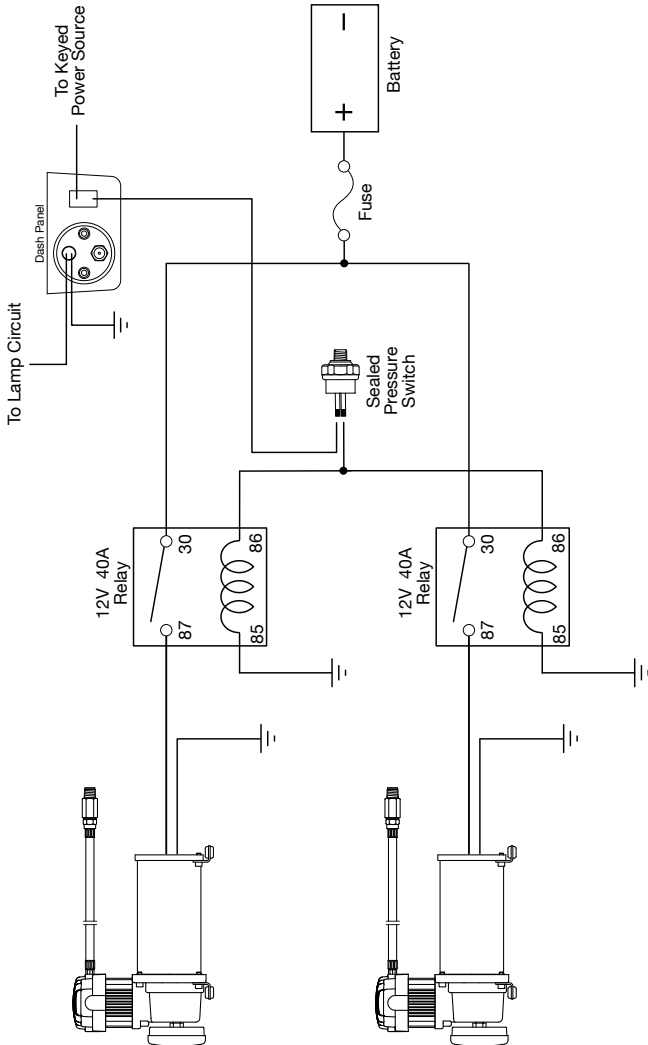 To Keyed
Power Source
Dash Panel
To Lamp Circuit
Battery
Fuse
Sealed
Pressure
Switch
12V 40A
Relay
30
87
86
85
12V 40A
Relay
30
87
86
85